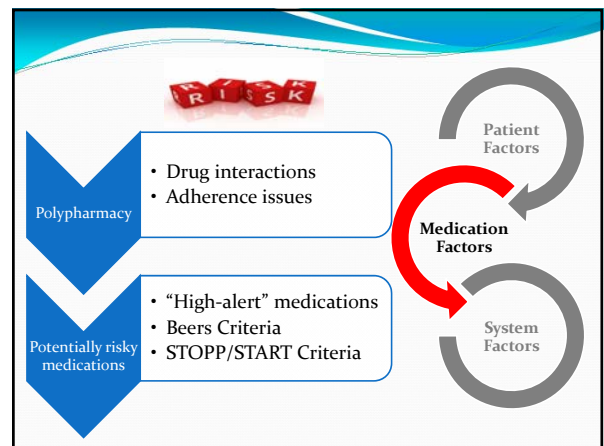 R I S K
R I S K
Polypharmacy
• Drug interactions
• Adherence issues
Potentially risky
medications
• “High-alert” medications
• Beers Criteria
• STOPP/START Criteria
Patient
Factors
Medication
Factors
System
Factors